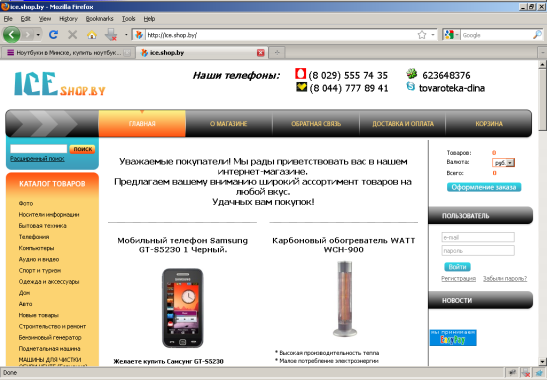 ice.shop.by - Mozilla Firefox
File Edit View History Bookmarks Tools Help
http://ice.shop.by/
Google
Ноутбуки в Минске, купить ноутбук...
ice.shop.by
ICE SHOP.BY
Наши телефоны:
(8 029) 555 74 35
623648376
(8 044) 777 89 41
tovaroteka-dina
ГЛАВНАЯ
О МАГАЗИНЕ
ОБРАТНАЯ СВЯЗЬ
ДОСТАВКА И ОПЛАТА
КОРЗИНА
ПОИСК
Расширенный поиск
КАТАЛОГ ТОВАРОВ
Фото
Носители информации
Бытовая техника
Телефония
Компьютеры
Аудио и видео
Спорт и туризм
Одежда и аксессуары
Дом
Авто
Новые товары
Строительство и ремонт
Бензиновый генератор
Подметальная машина
МАШИНЫ ДЛЯ ЧИСТКИ
Уважаемые покупатели! Мы рады приветствовать вас в нашем
интернет-магазине.
Предлагаем вашему вниманию широкий ассортимент товаров на
любой вкус.
Удачных вам покупок!
Мобильный телефон Samsung
GT-S5230 1 Черный.
Желаете купить Самсунг GT-S5230
Карбоновый обогреватель WATT
WCH-900
* Высокая производительность тепла
* Малое потребление электроэнергии
Товаров: 0
Валюта: руб
Всего: 0
Оформление заказа
ПОЛЬЗОВАТЕЛЬ
e-mail
пароль
Войти
Регистрация
Забыли пароль?
НОВОСТИ
мы принимаем
EasyPay
Done